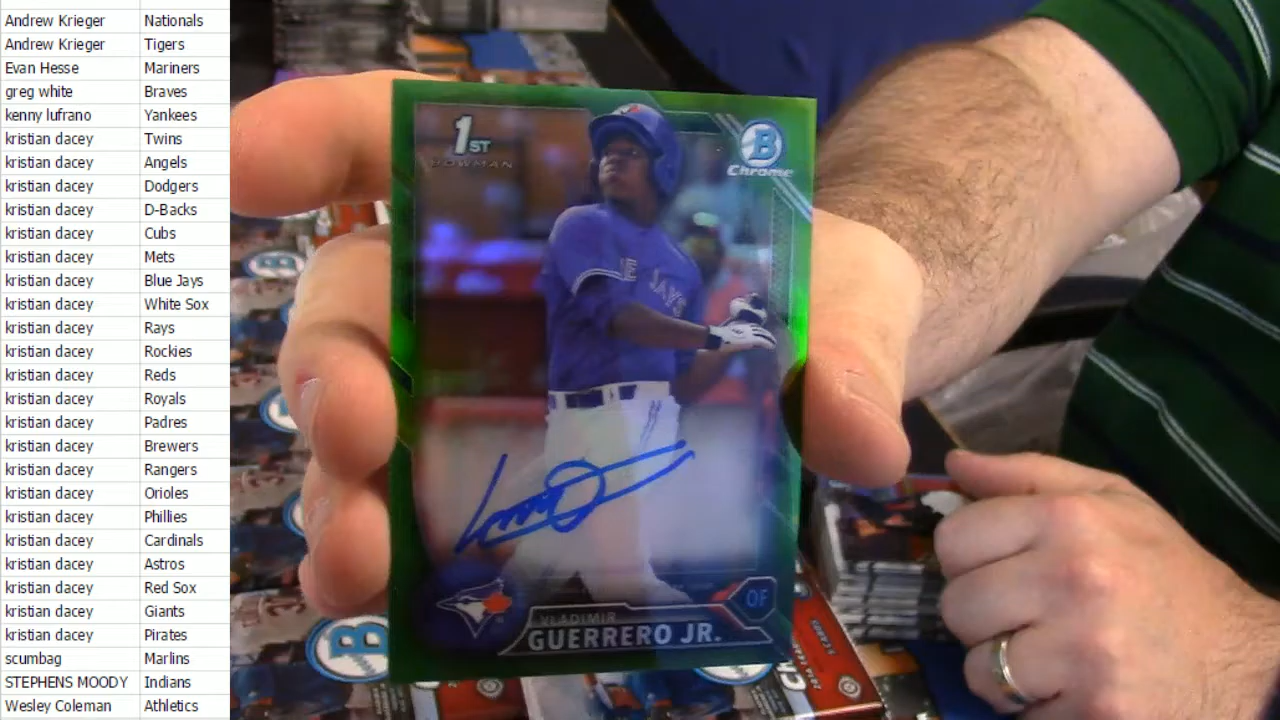 Andrew Krieger Nationals
Andrew Krieger Tigers
Evan Hesse Mariners
greg white Braves
kenny lufrano Yankees
kristian dacey Twins
kristian dacey Angels
kristian dacey Dodgers
kristian dacey D-Backs
kristian dacey Cubs
kristian dacey Mets
kristian dacey Blue Jays
kristian dacey White Sox
kristian dacey Rays
kristian dacey Rockies
kristian dacey Reds
kristian dacey Royals
kristian dacey Padres
kristian dacey Brewers
kristian dacey Rangers
kristian dacey Orioles
kristian dacey Phillies
kristian dacey Cardinals
kristian dacey Astros
kristian dacey Red Sox
kristian dacey Giants
kristian dacey Pirates
scumbag Marlins
STEPHENS MOODY Indians
Wesley Coleman Athletics
1ST
BOWMAN
B
Chrome
JAYS
OF
VLADIMIR
GUERRERO JR.
B